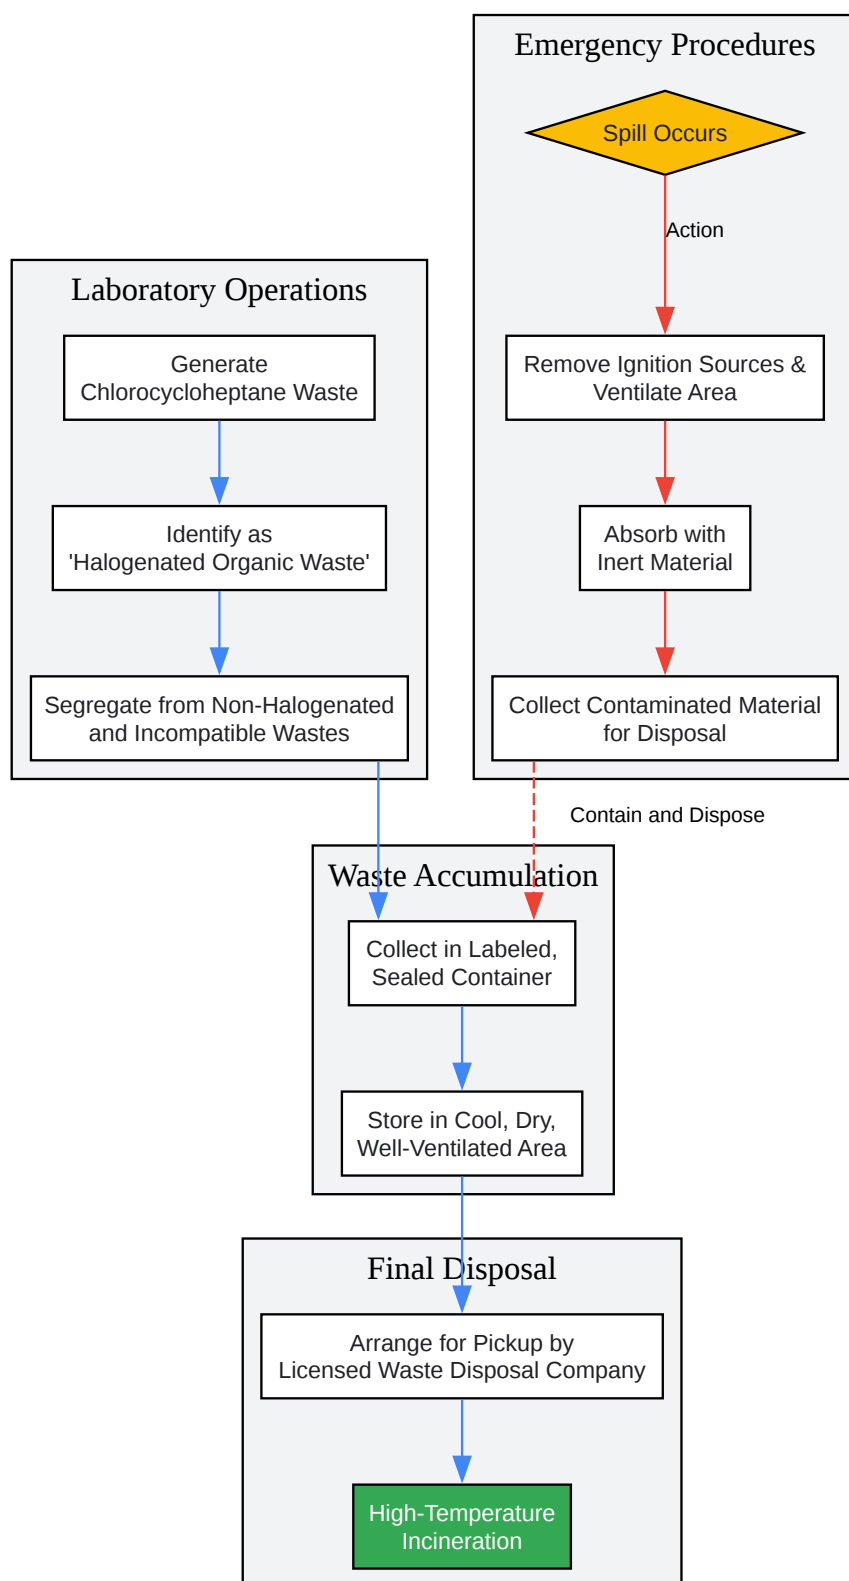 Emergency Procedures
Spill Occurs
Action
Remove Ignition Sources &
Ventilate Area
Absorb with
Inert Material
Collect Contaminated Material
for Disposal
Contain and Dispose
Laboratory Operations
Generate
Chlorocycloheptane Waste
Identify as
'Halogenated Organic Waste'
Segregate from Non-Halogenated
and Incompatible Wastes
Waste Accumulation
Collect in Labeled,
Sealed Container
Store in Cool, Dry,
Well-Ventilated Area
Final Disposal
Arrange for Pickup by
Licensed Waste Disposal Company
High-Temperature
Incineration